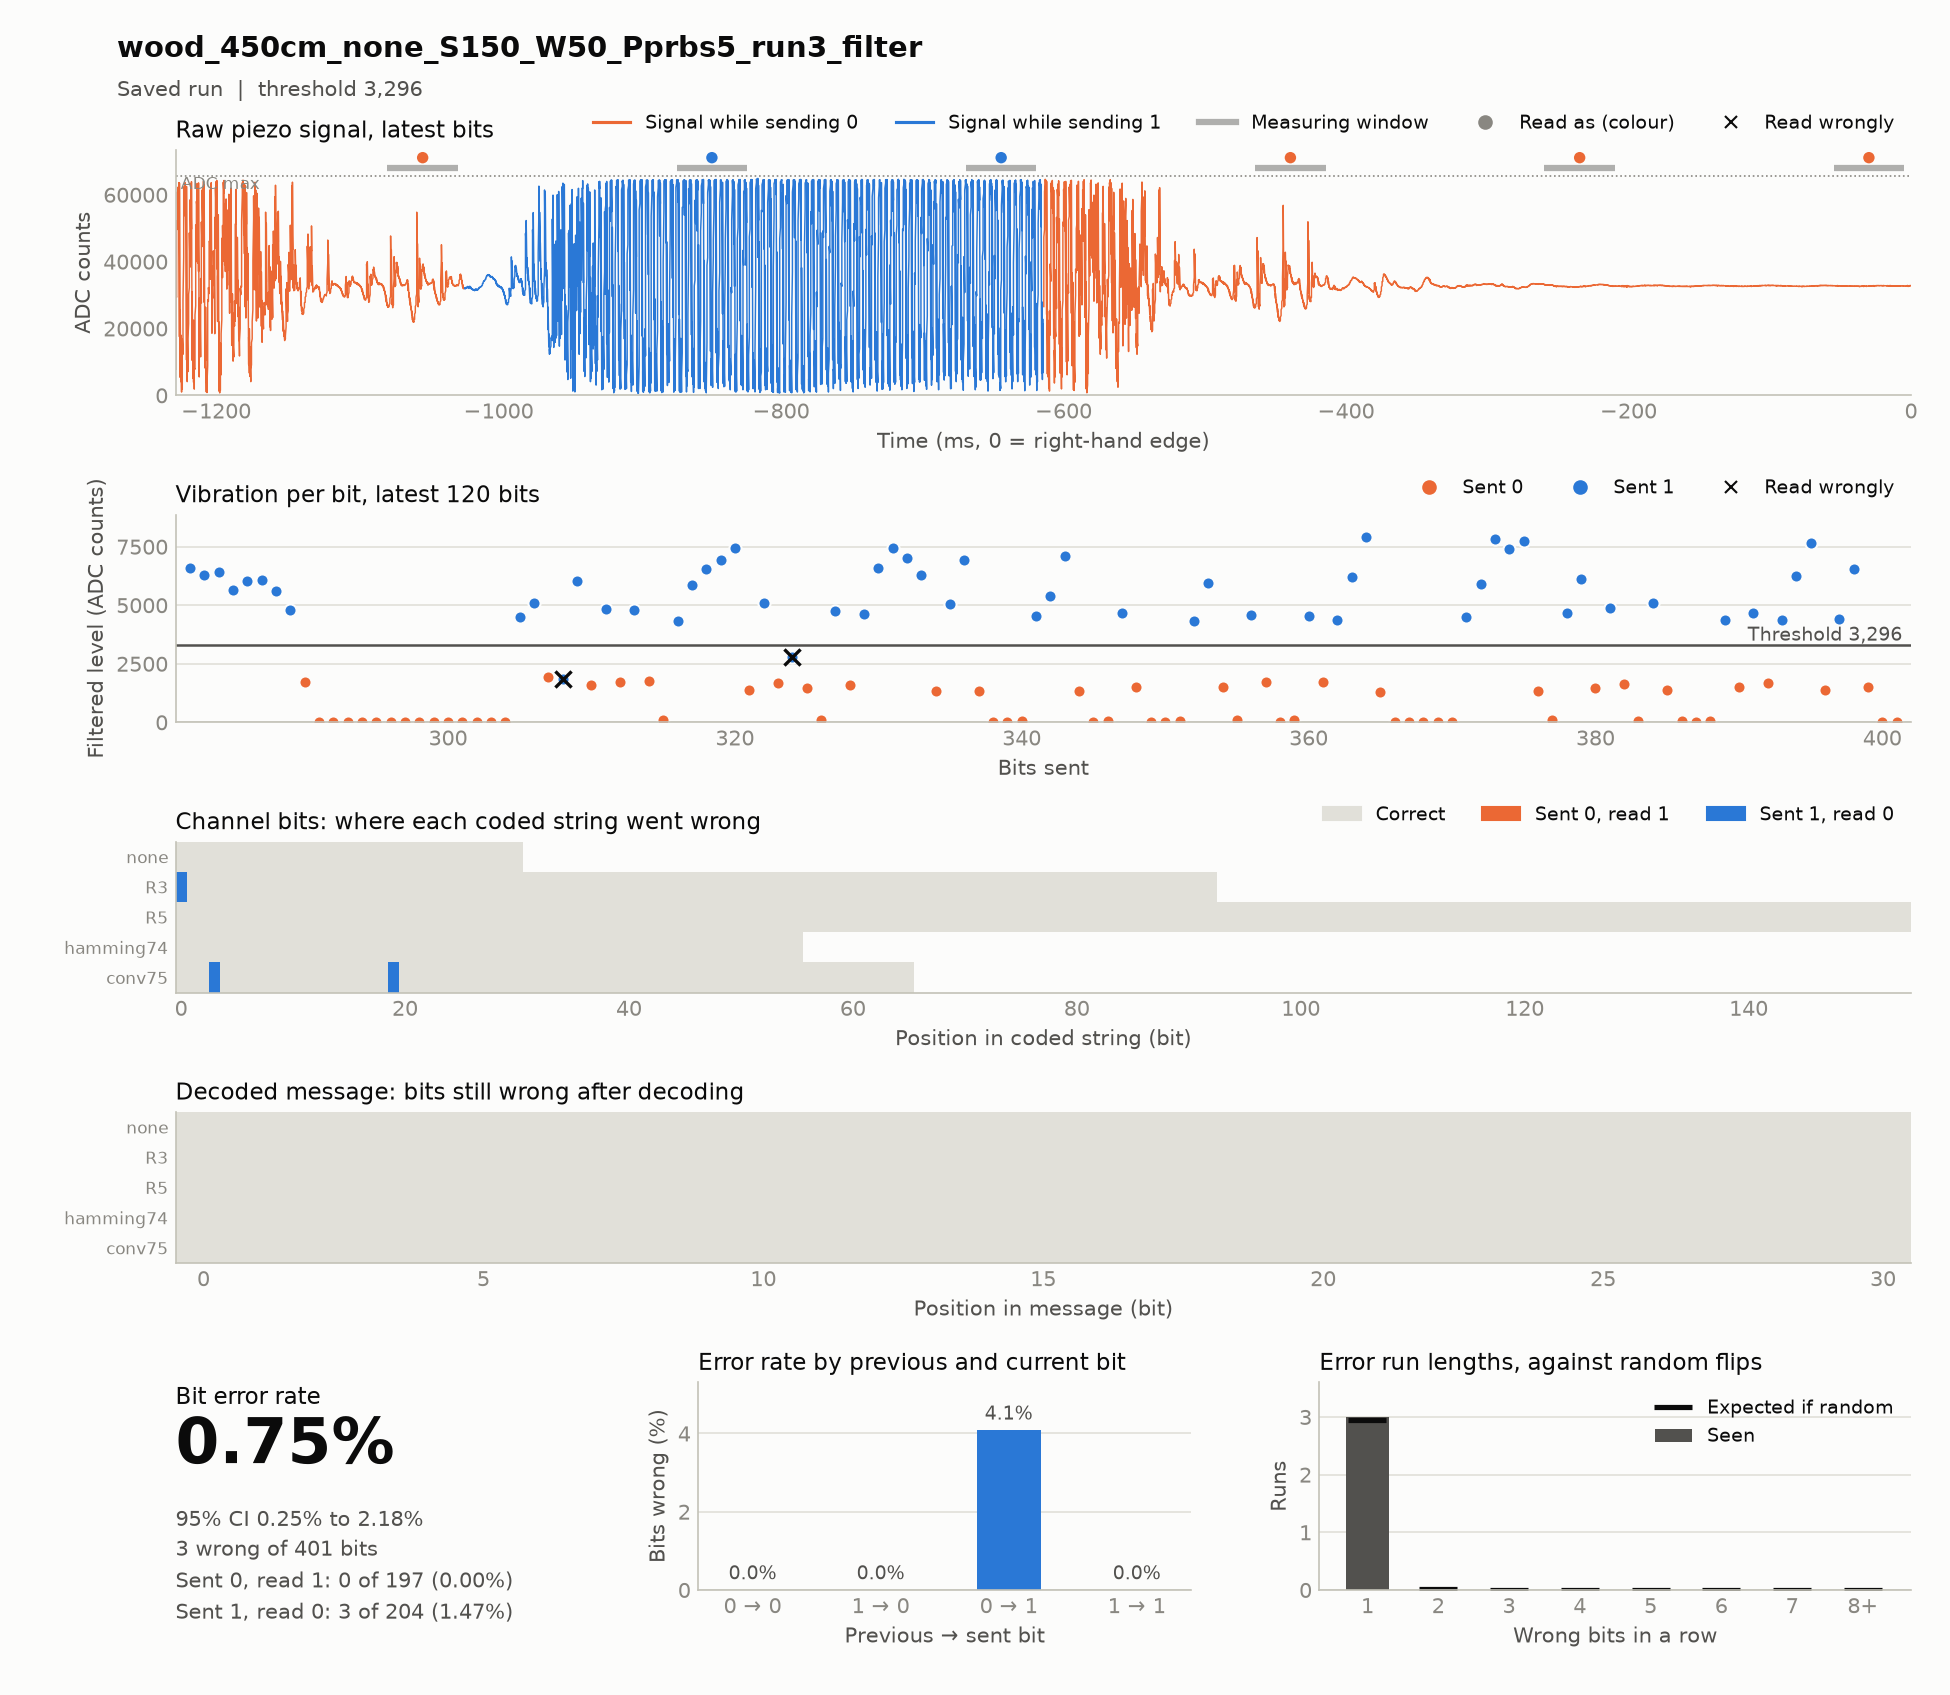 wood_450cm_none_S150_W50_Pprbs5_run3_filter
Saved run | threshold 3,296
Raw piezo signal, latest bits
Signal while sending 0
Signal while sending 1
Measuring window
Read as (colour)
Read wrongly
ADC max
60000
40000
20000
0
ADC counts
−1200
−1000
−800
−600
−400
−200
0
Time (ms, 0 = right-hand edge)
Vibration per bit, latest 120 bits
Sent 0
Sent 1
Read wrongly
7500
5000
2500
0
Filtered level (ADC counts)
Threshold 3,296
300
320
340
360
380
400
Bits sent
Channel bits: where each coded string went wrong
Correct
Sent 0, read 1
Sent 1, read 0
none
R3
R5
hamming74
conv75
0
20
40
60
80
100
120
140
Position in coded string (bit)
Decoded message: bits still wrong after decoding
none
R3
R5
hamming74
conv75
0
5
10
15
20
25
30
Position in message (bit)
Bit error rate
0.75%
95% CI 0.25% to 2.18%
3 wrong of 401 bits
Sent 0, read 1: 0 of 197 (0.00%)
Sent 1, read 0: 3 of 204 (1.47%)
Error rate by previous and current bit
Bits wrong (%)
4
2
0
0.0%
0.0%
4.1%
0.0%
0 → 0
1 → 0
0 → 1
1 → 1
Previous → sent bit
Error run lengths, against random flips
Expected if random
Seen
Runs
3
2
1
0
1
2
3
4
5
6
7
8+
Wrong bits in a row